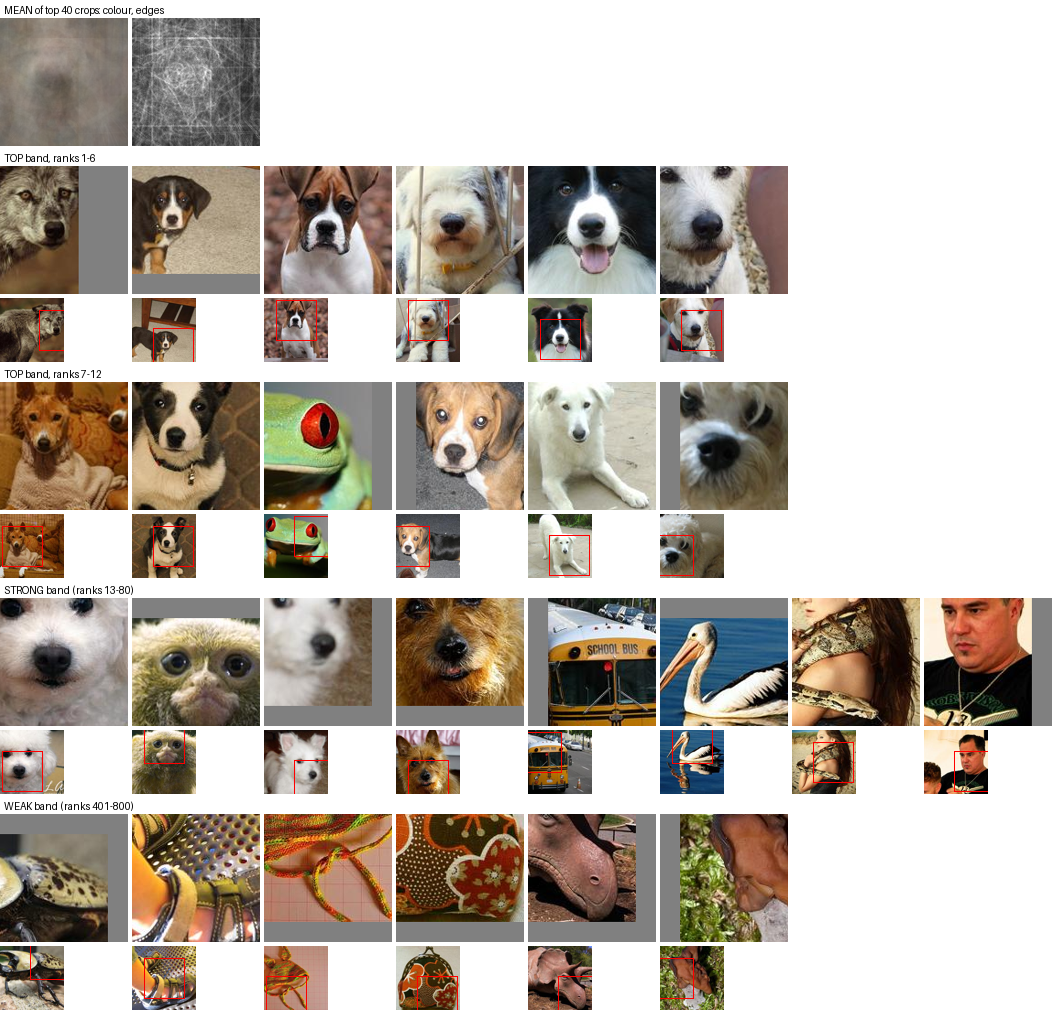 MEAN of top 40 crops: colour, edges
TOP band, ranks 1-6
TOP band, ranks 7-12
STRONG band (ranks 13-80)
SCHOOL BUS
WEAK band (ranks 401-800)